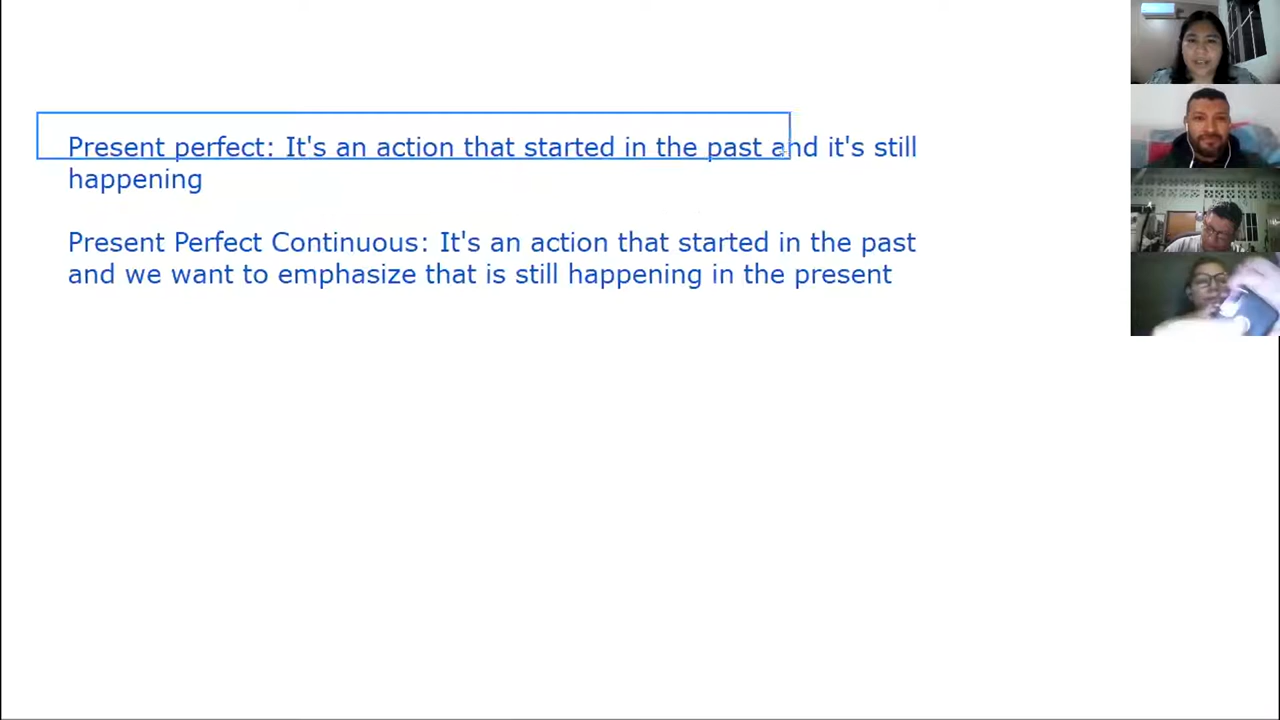 Present perfect: It's an action that started in the past and it's still
happening
Present Perfect Continuous: It's an action that started in the past
and we want to emphasize that is still happening in the present